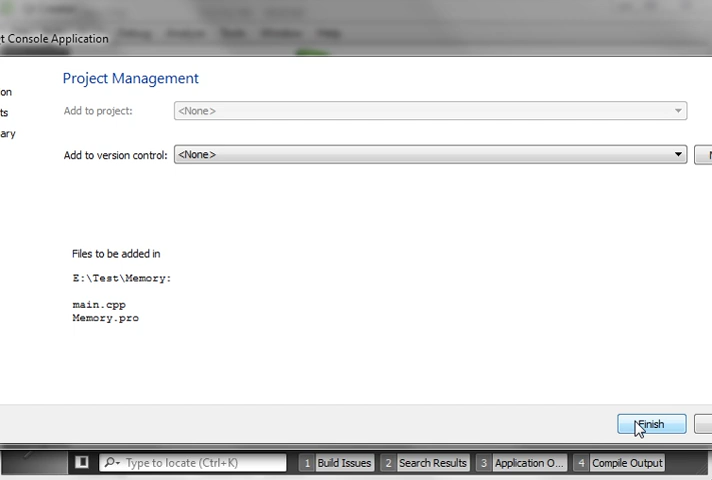 t Console Application
on
ts
ary
Project Management
Add to project: <None>
Add to version control: <None>
Files to be added in
E:\Test\Memory:
main.cpp
Memory.pro
Finish
Type to locate (Ctrl+K) 1 Build Issues 2 Search Results 3 Application O... 4 Compile Output